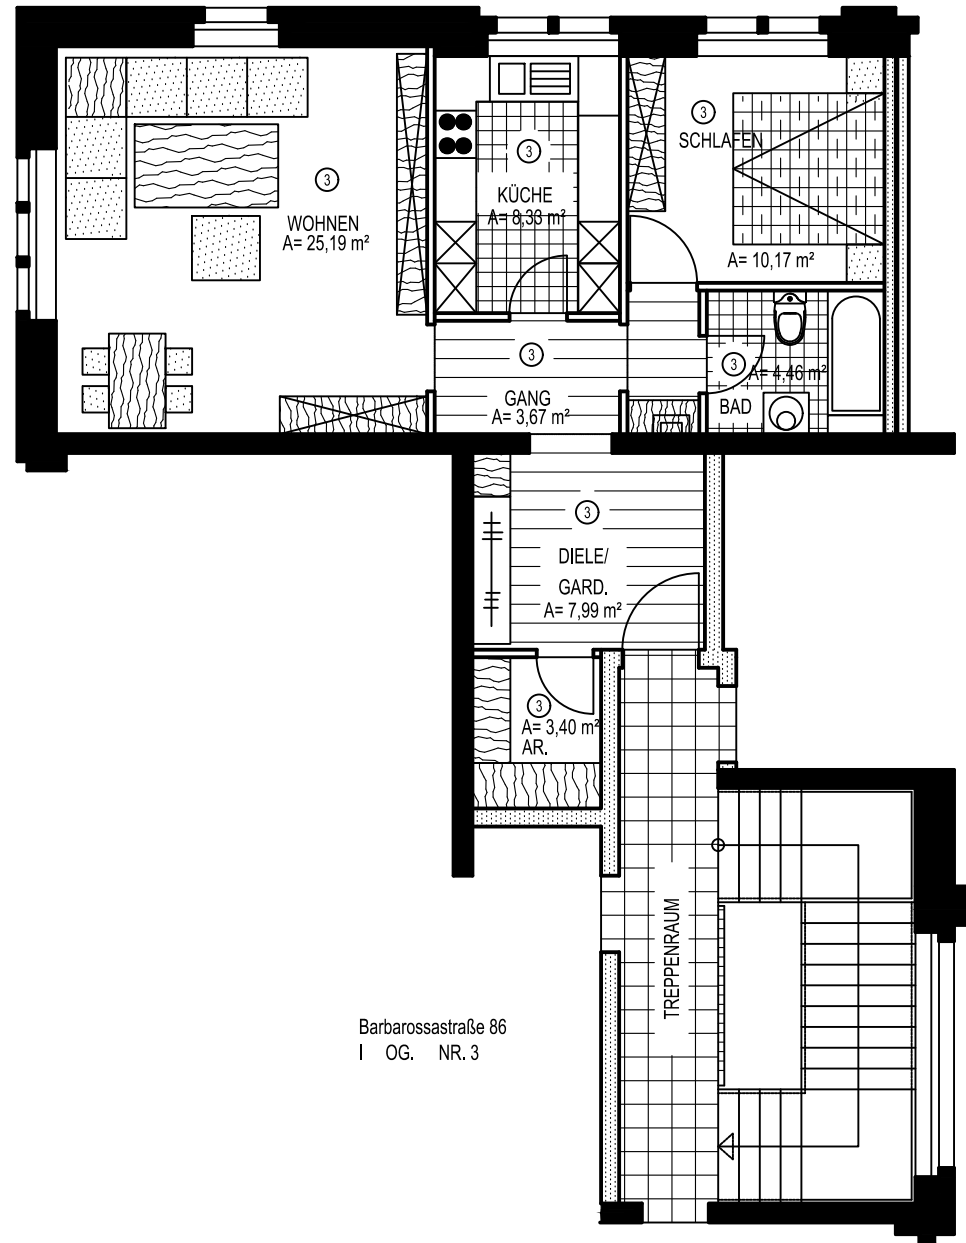 3
WOHNEN
A= 25,19 m²
3
KÜCHE
A= 8,33 m²
3
SCHLAFEN
A= 10,17 m²
3
GANG
A= 3,67 m²
3
A= 4,46 m²
BAD
3
DIELE/
GARD.
A= 7,99 m²
3
A= 3,40 m²
AR.
TREPPENRAUM
Barbarossastraße 86
I OG. NR. 3